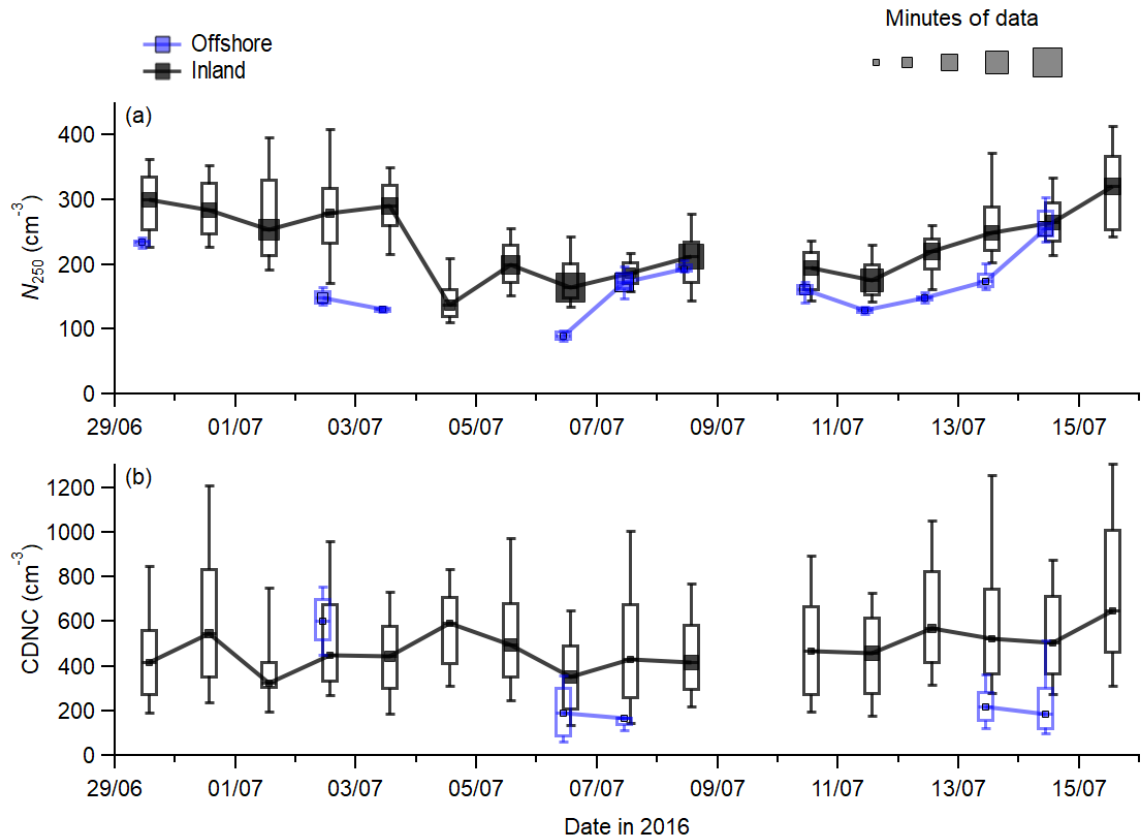 Minutes of data
Offshore
Inland
(a)
N250 (cm-3)
400
300
200
100
0
29/06 01/07 03/07 05/07 07/07 09/07 11/07 13/07 15/07
(b)
CDNC (cm-3)
1200
1000
800
600
400
200
0
29/06 01/07 03/07 05/07 07/07 09/07 11/07 13/07 15/07
Date in 2016